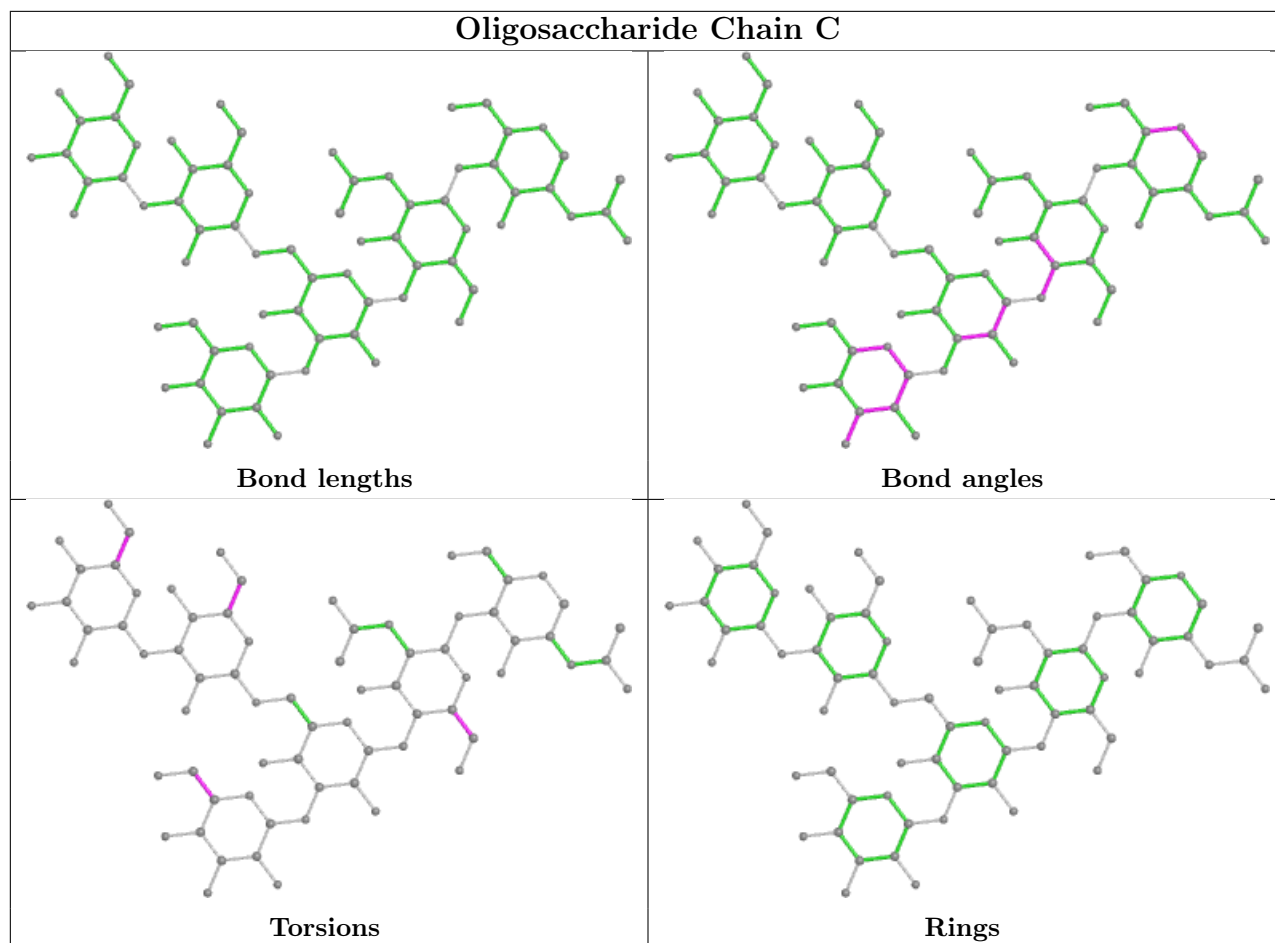 Oligosaccharide Chain C
Bond lengths
Bond angles
Torsions
Rings